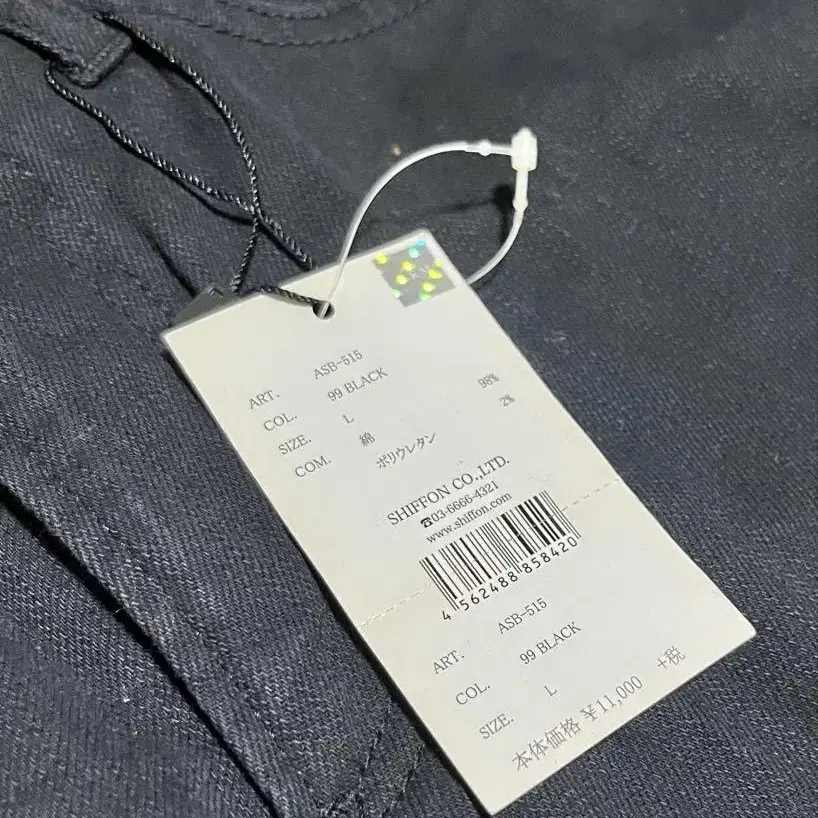 ART. ASB-515
COL. 99 BLACK
SIZE. L
COM. 綿 98%
ポリウレタン 2%
SHIFFON CO.,LTD.
☎03-6666-4321
www.shiffon.com
4 562488 858420
ART. ASB-515
COL. 99 BLACK
SIZE. L
本体価格 ¥11,000 +税